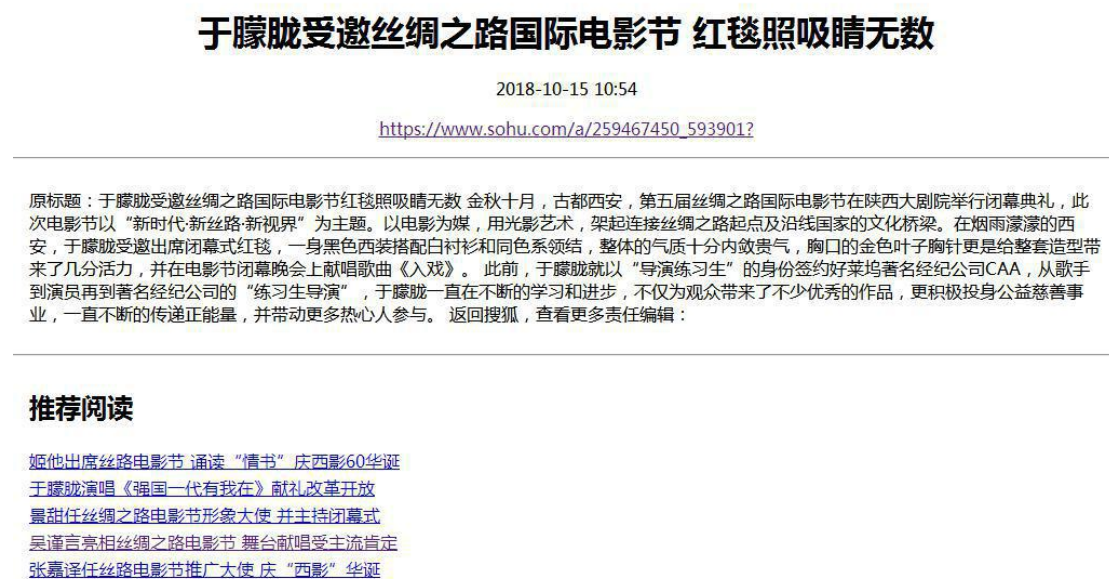 于朦胧受邀丝绸之路国际电影节 红毯照吸睛无数
2018-10-15 10:54
https://www.sohu.com/a/259467450_593901?
原标题：于朦胧受邀丝绸之路国际电影节红毯照吸睛无数 金秋十月，古都西安，第五届丝绸之路国际电影节在陕西大剧院举行闭幕典礼，此
次电影节以“新时代·新丝路·新视界”为主题。以电影为媒，用光影艺术，架起连接丝绸之路起点及沿线国家的文化桥梁。在烟雨濛濛的西
安，于朦胧受邀出席闭幕式红毯，一身黑色西装搭配白衬衫和同色系领结，整体的气质十分内敛贵气，胸口的金色叶子胸针更是给整套造型带
来了几分活力，并在电影节闭幕晚会上献唱歌曲《入戏》。 此前，于朦胧就以“导演练习生”的身份签约好莱坞著名经纪公司CAA，从歌手
到演员再到著名经纪公司的“练习生导演”，于朦胧一直在不断的学习和进步，不仅为观众带来了不少优秀的作品，更积极投身公益慈善事
业，一直不断的传递正能量，并带动更多热心人参与。 返回搜狐，查看更多责任编辑：
推荐阅读
姬他出席丝路电影节 诵读“情书”庆西影60华诞
于朦胧演唱《强国一代有我在》献礼改革开放
景甜任丝绸之路电影节形象大使 并主持闭幕式
吴谨言亮相丝绸之路电影节 舞台献唱受主流肯定
张嘉译任丝路电影节推广大使 庆“西影”华诞